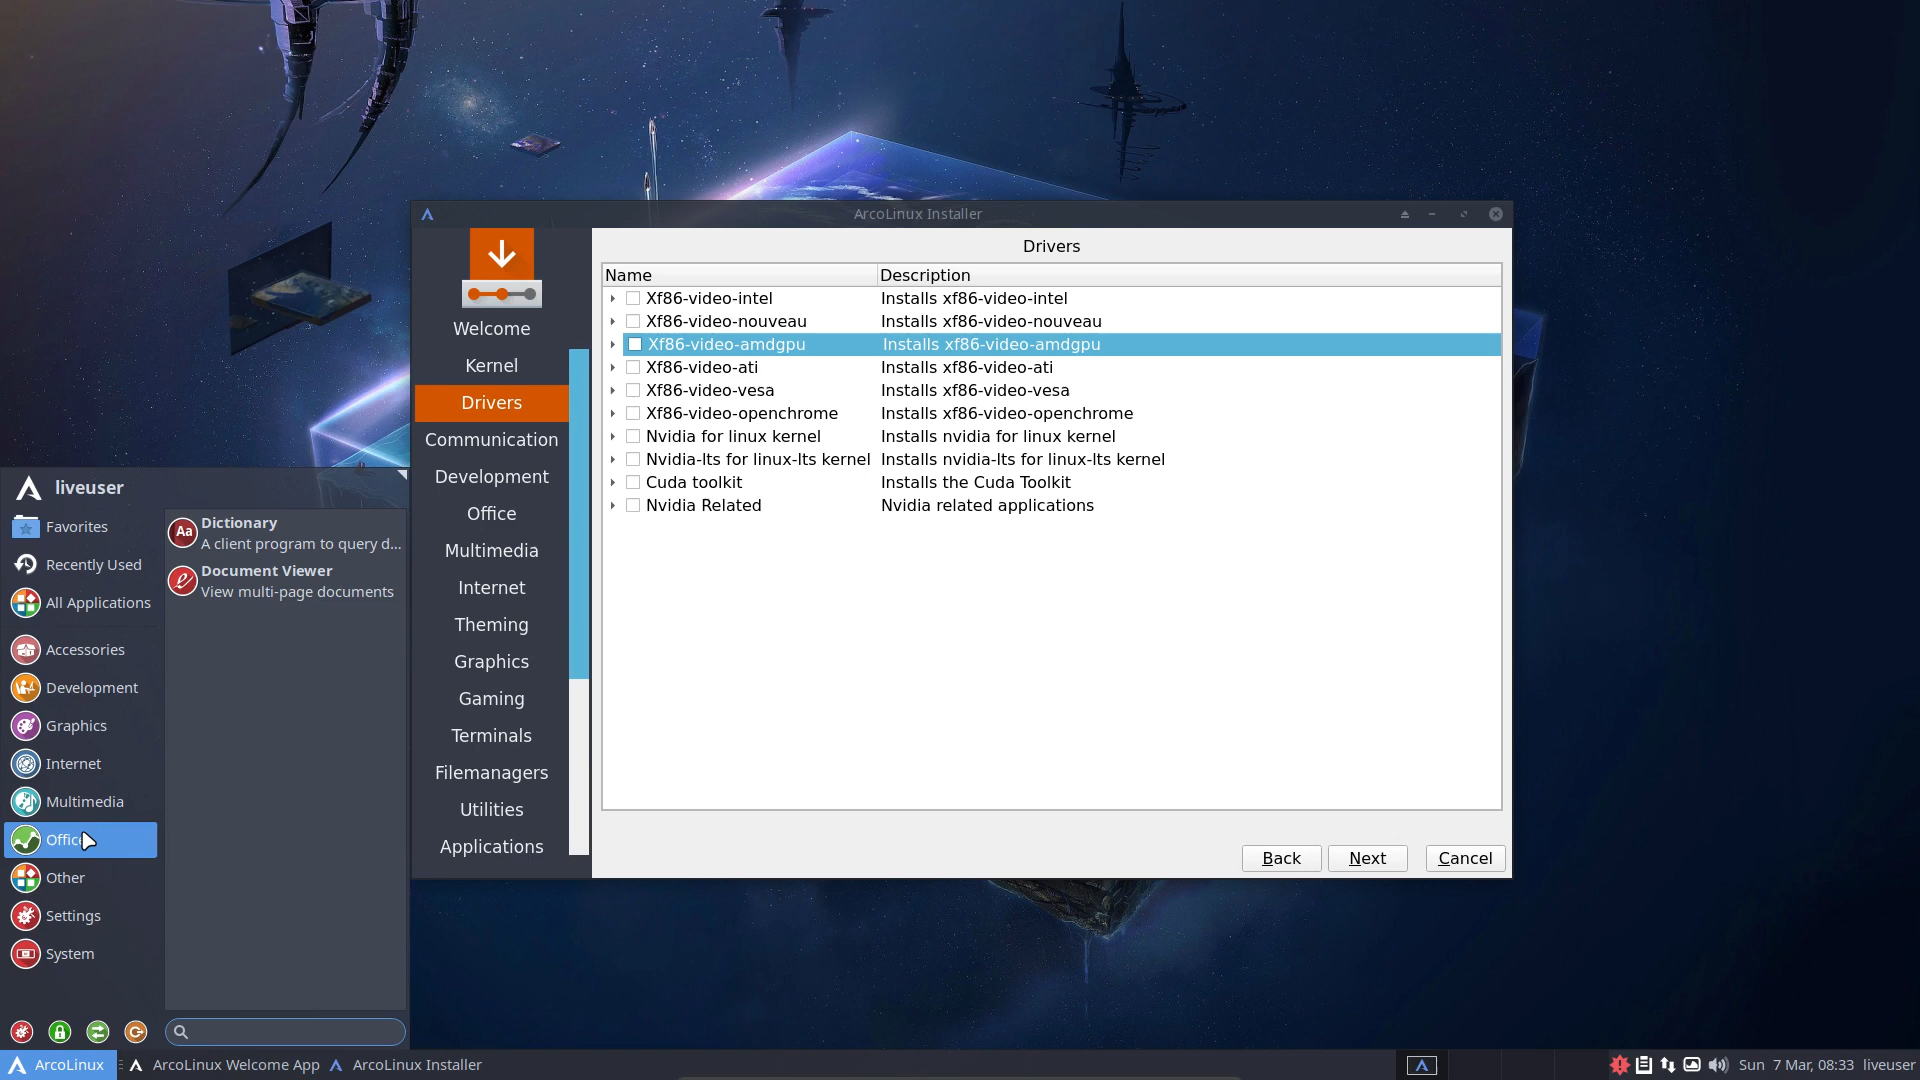 ArcoLinux Installer
Welcome
Kernel
Drivers
Communication
Development
Office
Multimedia
Internet
Theming
Graphics
Gaming
Terminals
Filemanagers
Utilities
Applications
Drivers
Name Description
Xf86-video-intel Installs xf86-video-intel
Xf86-video-nouveau Installs xf86-video-nouveau
Xf86-video-amdgpu Installs xf86-video-amdgpu
Xf86-video-ati Installs xf86-video-ati
Xf86-video-vesa Installs xf86-video-vesa
Xf86-video-openchrome Installs xf86-video-openchrome
Nvidia for linux kernel Installs nvidia for linux kernel
Nvidia-lts for linux-lts kernel Installs nvidia-lts for linux-lts kernel
Cuda toolkit Installs the Cuda Toolkit
Nvidia Related Nvidia related applications
Back Next Cancel
liveuser
Favorites
Recently Used
All Applications
Accessories
Development
Graphics
Internet
Multimedia
Office
Other
Settings
System
Aa
Dictionary
A client program to query d...
Document Viewer
View multi-page documents
ArcoLinux ArcoLinux Welcome App ArcoLinux Installer Sun 7 Mar, 08:33 liveuser